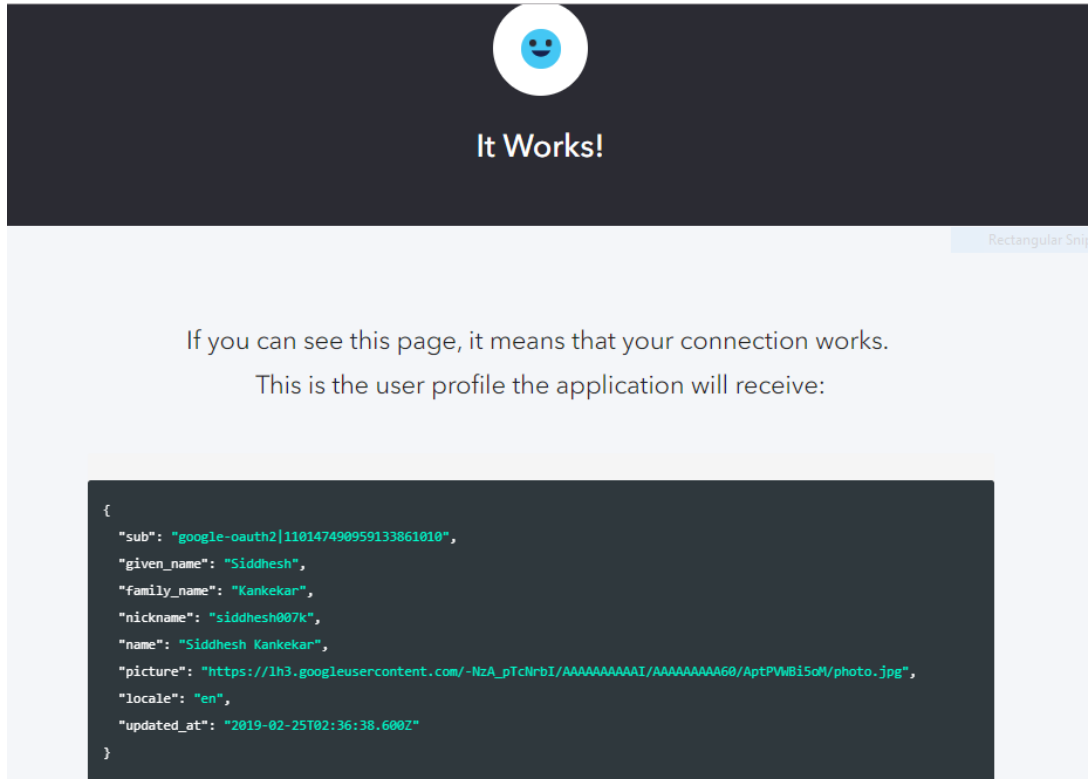 It Works!
Rectangular Snip
If you can see this page, it means that your connection works.
This is the user profile the application will receive:
{
"sub": "google-oauth2|110147490959133861010",
"given_name": "Siddhesh",
"family_name": "Kankekar",
"nickname": "siddhesh007k",
"name": "Siddhesh Kankekar",
"picture": "https://lh3.googleusercontent.com/-NzA_pTcNrbI/AAAAAAAAAAI/AAAAAAAAA60/AptPVWBi5oM/photo.jpg",
"locale": "en",
"updated_at": "2019-02-25T02:36:38.600Z"
}